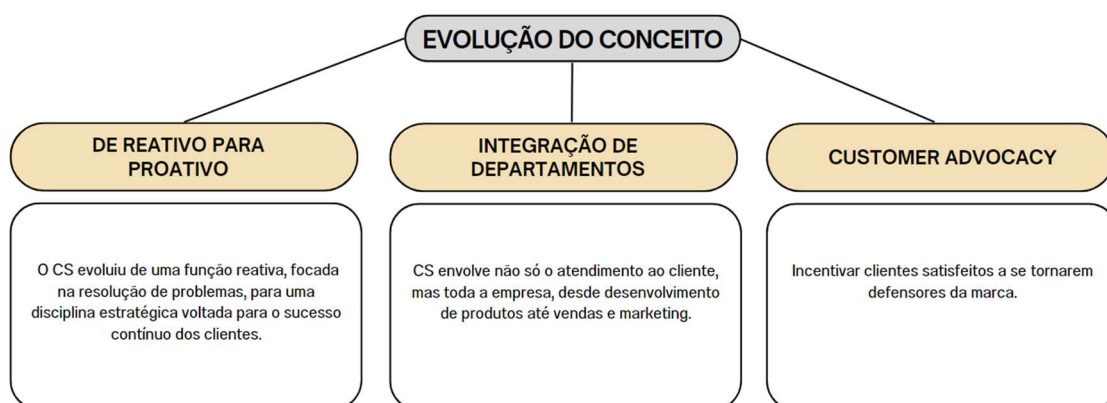 EVOLUÇÃO DO CONCEITO
DE REATIVO PARA
PROATIVO
O CS evoluiu de uma função reativa, focada
na resolução de problemas, para uma
disciplina estratégica voltada para o sucesso
contínuo dos clientes.
INTEGRAÇÃO DE
DEPARTAMENTOS
CS envolve não só o atendimento ao cliente,
mas toda a empresa, desde desenvolvimento
de produtos até vendas e marketing.
CUSTOMER ADVOCACY
Incentivar clientes satisfeitos a se tornarem
defensores da marca.